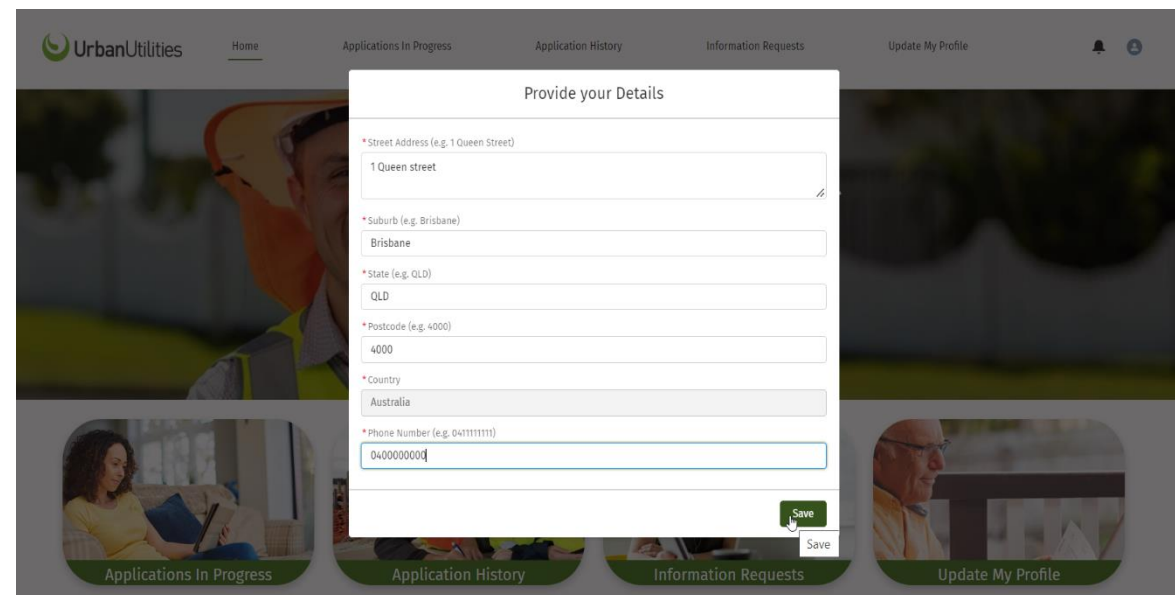 UrbanUtilities
Home
Applications In Progress
Application History
Information Requests
Update My Profile
Provide your Details
* Street Address (e.g. 1 Queen Street)
1 Queen street
* Suburb (e.g. Brisbane)
Brisbane
* State (e.g. QLD)
QLD
* Postcode (e.g. 4000)
4000
* Country
Australia
* Phone Number (e.g. 0411111111)
0400000000
Save
Save
Applications In Progress
Application History
Information Requests
Update My Profile